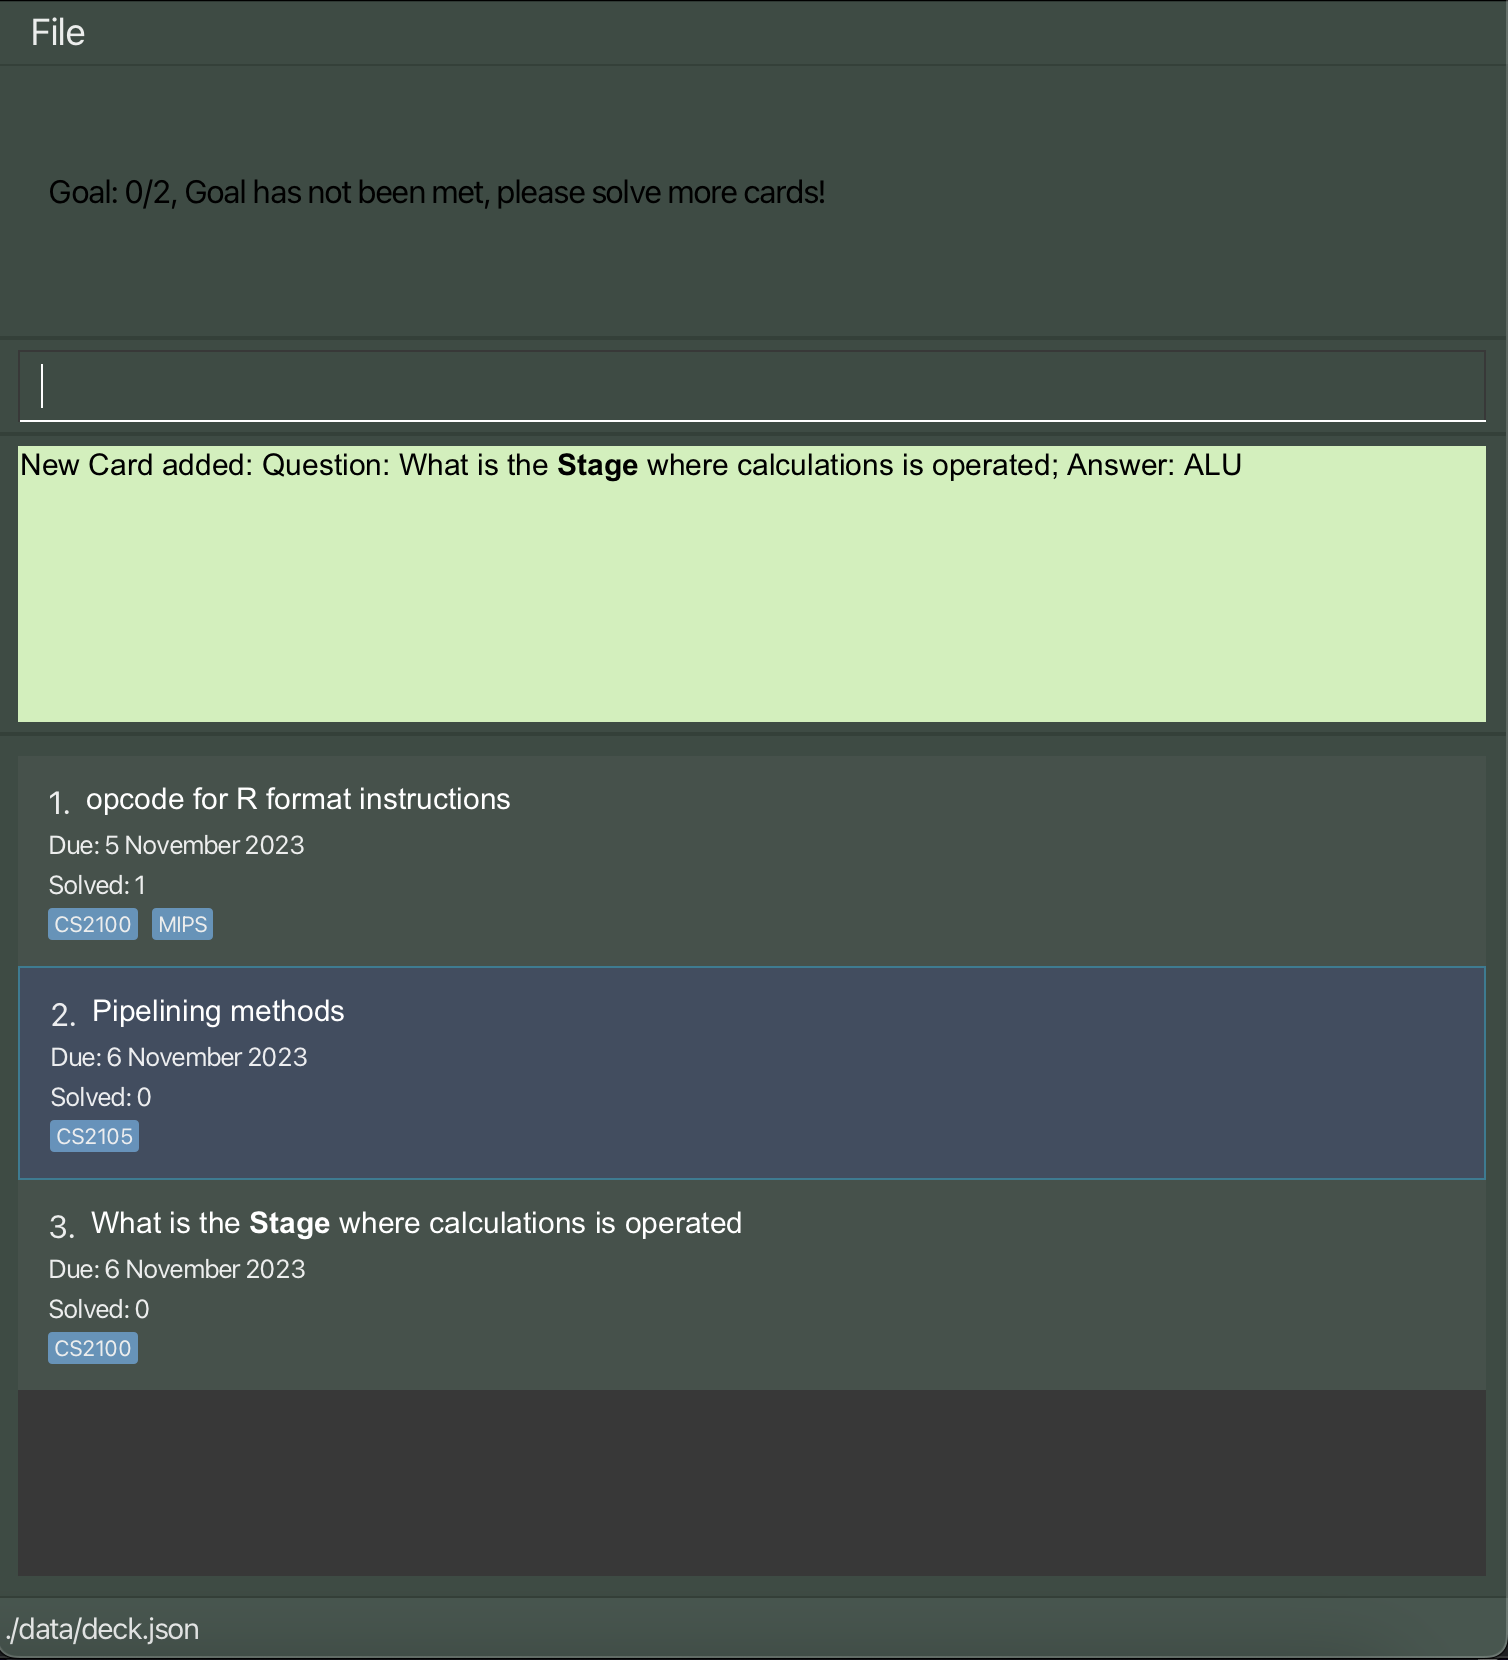 File
Goal: 0/2, Goal has not been met, please solve more cards!
New Card added: Question: What is the Stage where calculations is operated; Answer: ALU
1. opcode for R format instructions
Due: 5 November 2023
Solved: 1
CS2100 MIPS
2. Pipelining methods
Due: 6 November 2023
Solved: 0
CS2105
3. What is the Stage where calculations is operated
Due: 6 November 2023
Solved: 0
CS2100
./data/deck.json